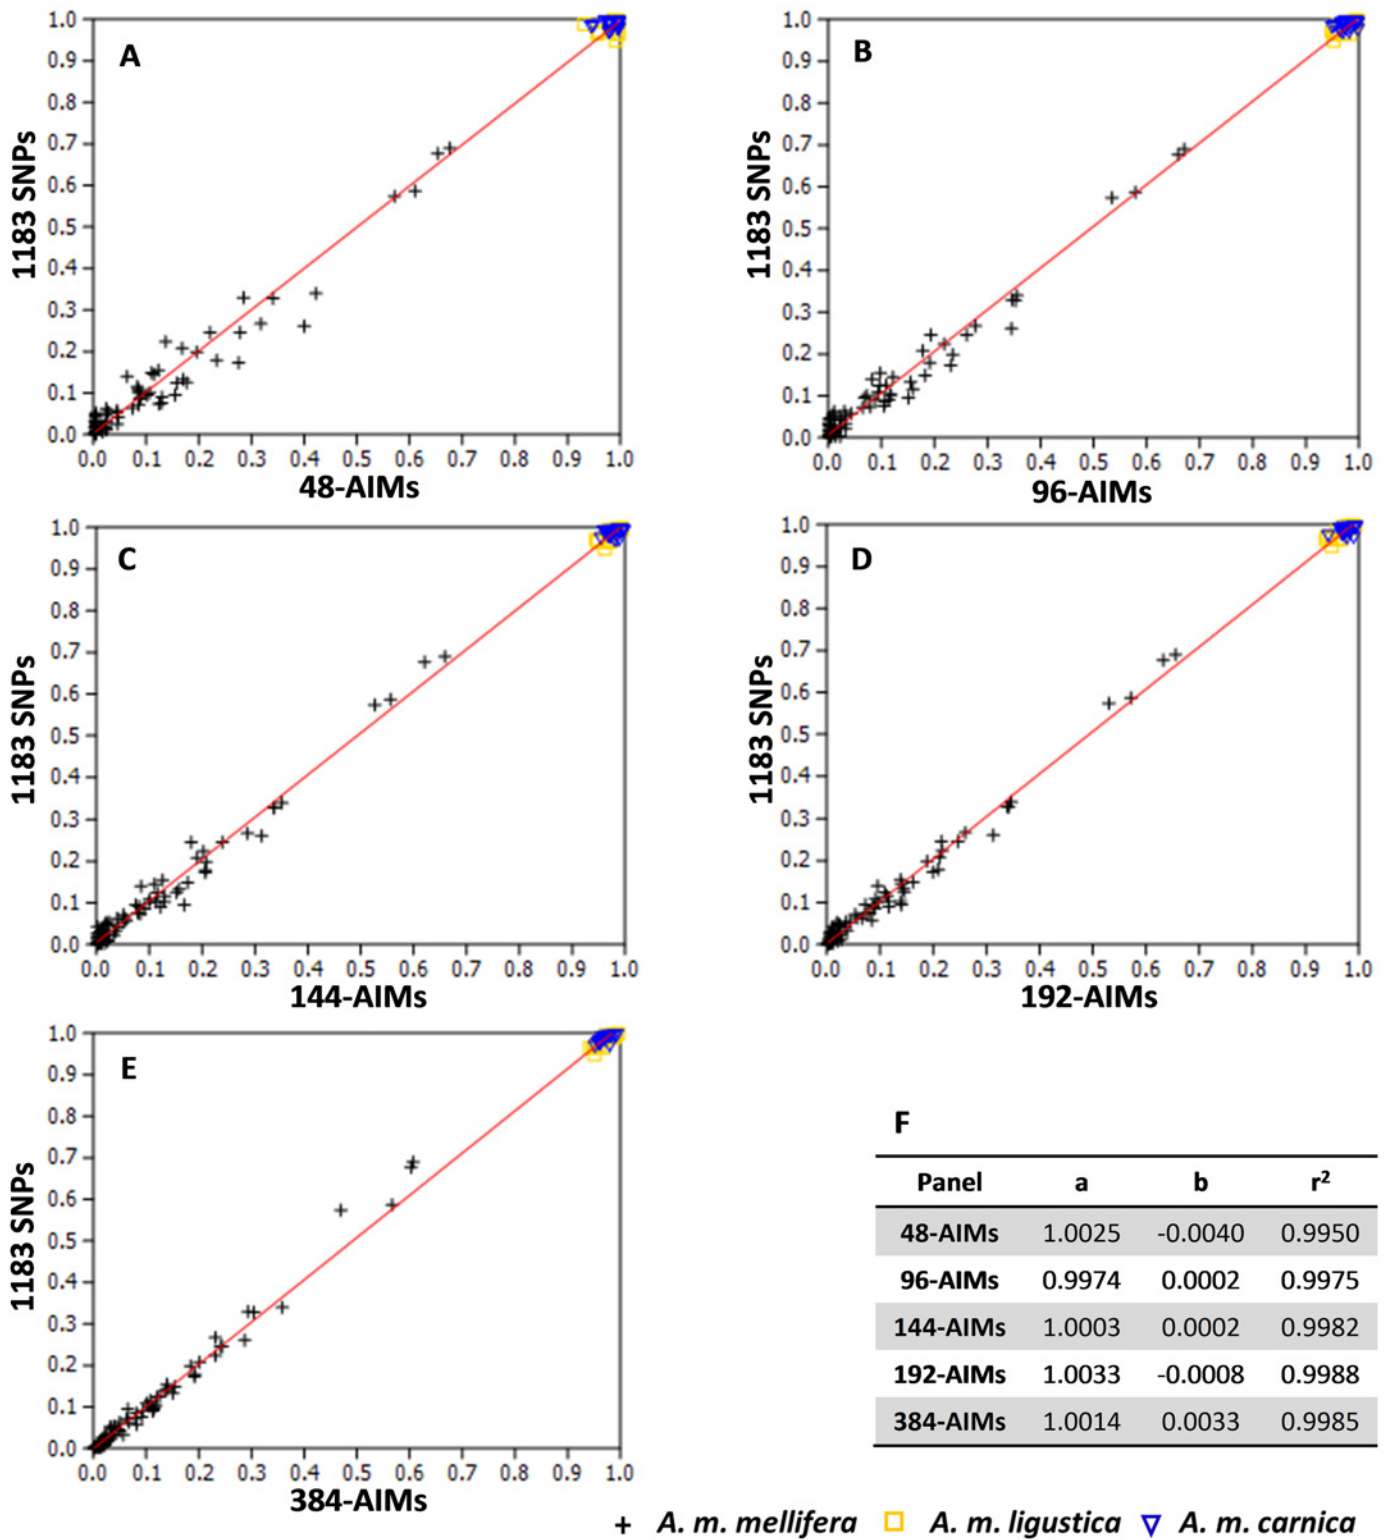 A
1.0
0.9
0.8
0.7
0.6
0.5
0.4
0.3
0.2
0.1
0.0
1183 SNPs
0.0 0.1 0.2 0.3 0.4 0.5 0.6 0.7 0.8 0.9 1.0
48-AIMs
B
1.0
0.9
0.8
0.7
0.6
0.5
0.4
0.3
0.2
0.1
0.0
1183 SNPs
0.0 0.1 0.2 0.3 0.4 0.5 0.6 0.7 0.8 0.9 1.0
96-AIMs
C
1.0
0.9
0.8
0.7
0.6
0.5
0.4
0.3
0.2
0.1
0.0
1183 SNPs
0.0 0.1 0.2 0.3 0.4 0.5 0.6 0.7 0.8 0.9 1.0
144-AIMs
D
1.0
0.9
0.8
0.7
0.6
0.5
0.4
0.3
0.2
0.1
0.0
1183 SNPs
0.0 0.1 0.2 0.3 0.4 0.5 0.6 0.7 0.8 0.9 1.0
192-AIMs
E
1.0
0.9
0.8
0.7
0.6
0.5
0.4
0.3
0.2
0.1
0.0
1183 SNPs
0.0 0.1 0.2 0.3 0.4 0.5 0.6 0.7 0.8 0.9 1.0
384-AIMs
F
Panel a b r²
48-AIMs 1.0025 -0.0040 0.9950
96-AIMs 0.9974 0.0002 0.9975
144-AIMs 1.0003 0.0002 0.9982
192-AIMs 1.0033 -0.0008 0.9988
384-AIMs 1.0014 0.0033 0.9985
A. m. mellifera A. m. ligustica A. m. carnica